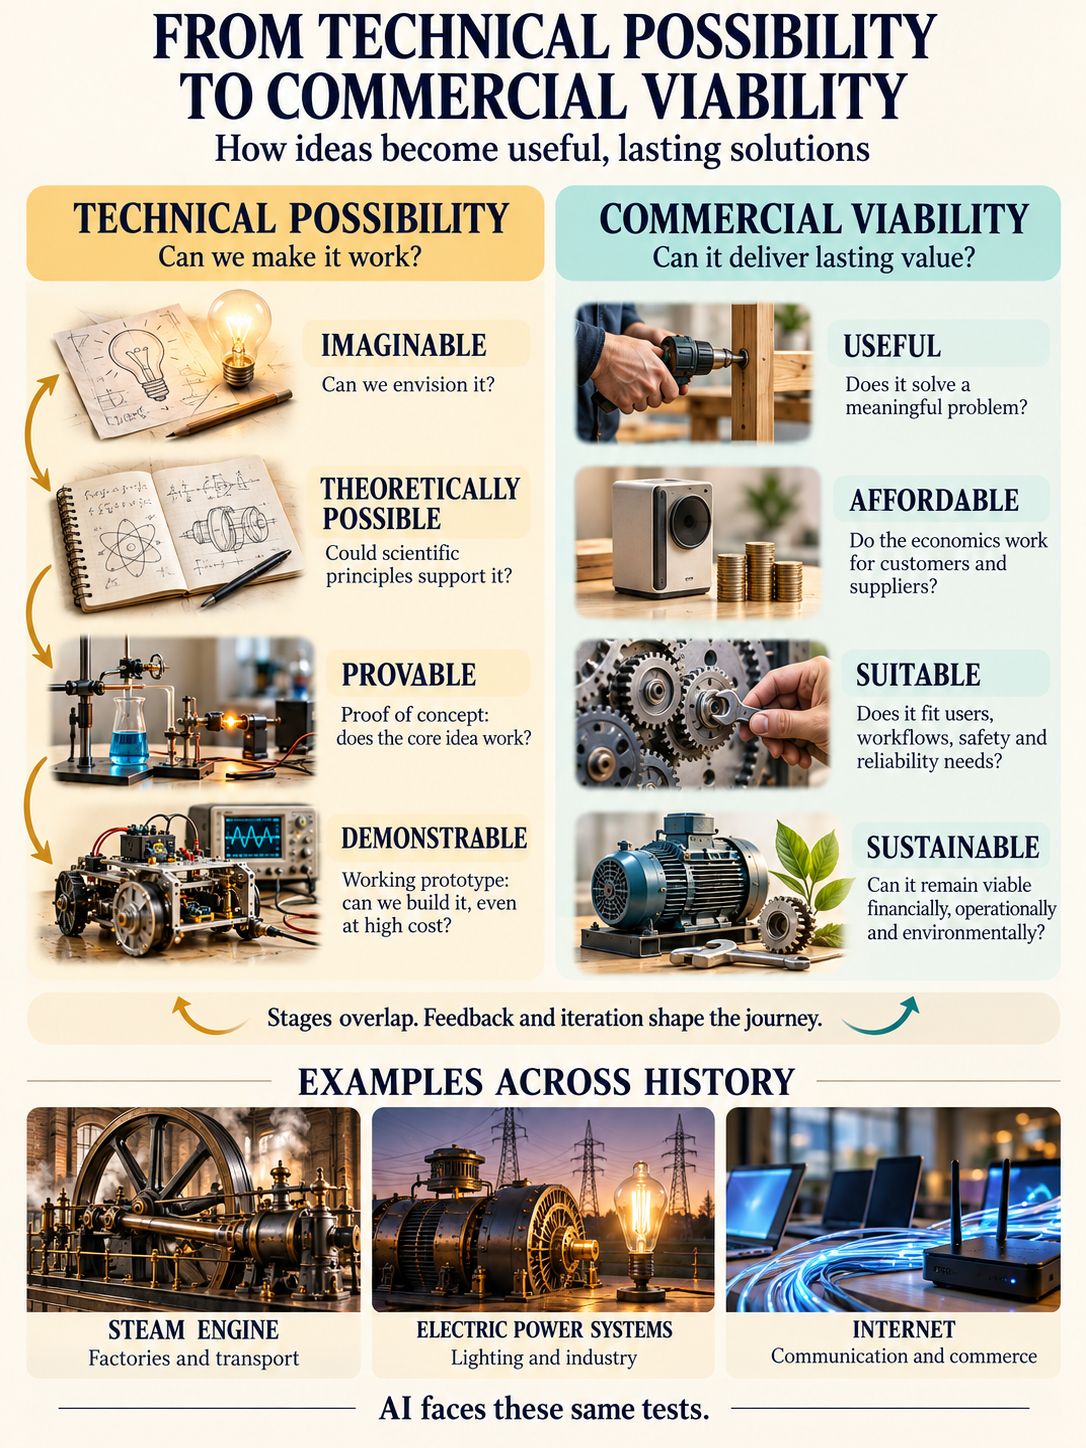 FROM TECHNICAL POSSIBILITY
TO COMMERCIAL VIABILITY
How ideas become useful, lasting solutions
TECHNICAL POSSIBILITY
Can we make it work?
IMAGINABLE
Can we envision it?
THEORETICALLY
POSSIBLE
Could scientific
principles support it?
PROVABLE
Proof of concept:
does the core idea work?
DEMONSTRABLE
Working prototype:
can we build it, even
at high cost?
COMMERCIAL VIABILITY
Can it deliver lasting value?
USEFUL
Does it solve a
meaningful problem?
AFFORDABLE
Do the economics work
for customers and
suppliers?
SUITABLE
Does it fit users,
workflows, safety and
reliability needs?
SUSTAINABLE
Can it remain viable
financially, operationally
and environmentally?
Stages overlap. Feedback and iteration shape the journey.
EXAMPLES ACROSS HISTORY
STEAM ENGINE
Factories and transport
ELECTRIC POWER SYSTEMS
Lighting and industry
INTERNET
Communication and commerce
AI faces these same tests.